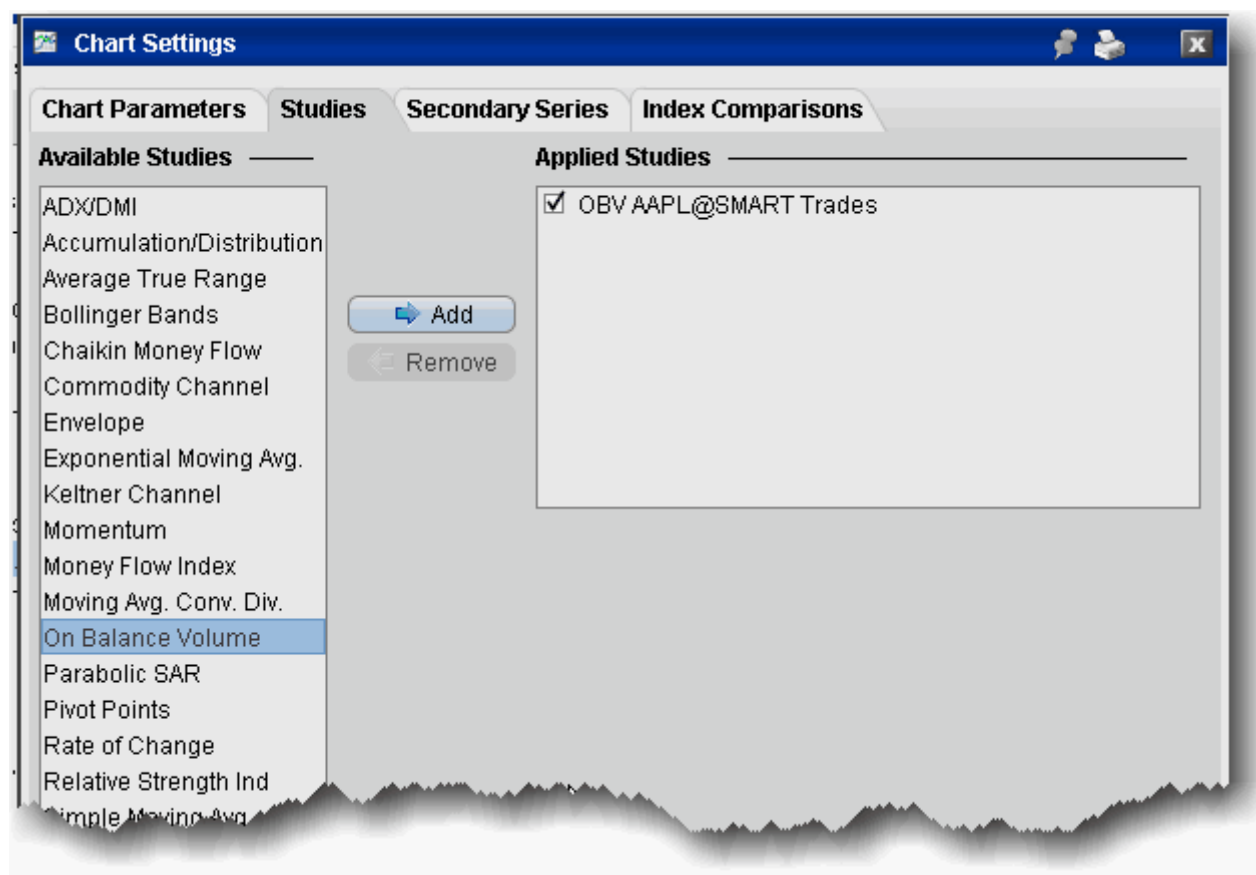 Chart Settings
Chart Parameters Studies Secondary Series Index Comparisons
Available Studies
Applied Studies
ADX/DMI
Accumulation/Distribution
Average True Range
Bollinger Bands
Chaikin Money Flow
Commodity Channel
Envelope
Exponential Moving Avg.
Keltner Channel
Momentum
Money Flow Index
Moving Avg. Conv. Div.
On Balance Volume
Parabolic SAR
Pivot Points
Rate of Change
Relative Strength Ind
Simple Moving Avg
Add
Remove
OBV AAPL@SMART Trades